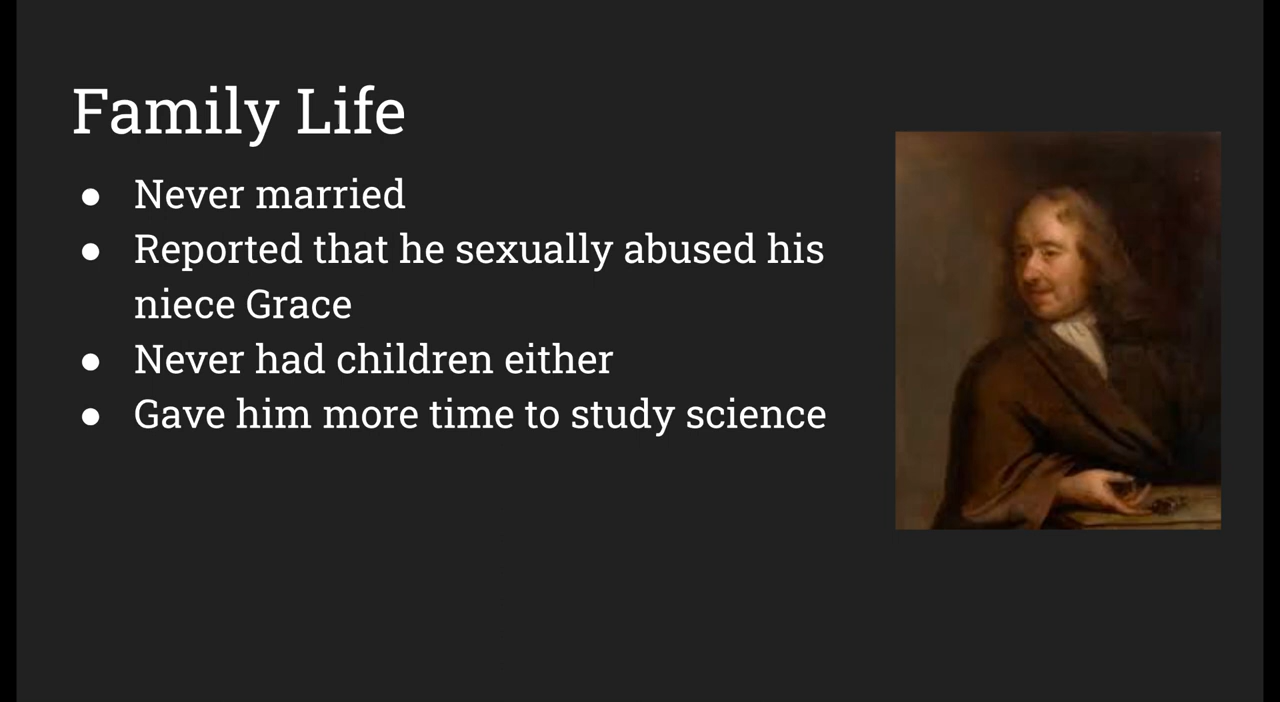 Family Life
● Never married
● Reported that he sexually abused his
niece Grace
● Never had children either
● Gave him more time to study science